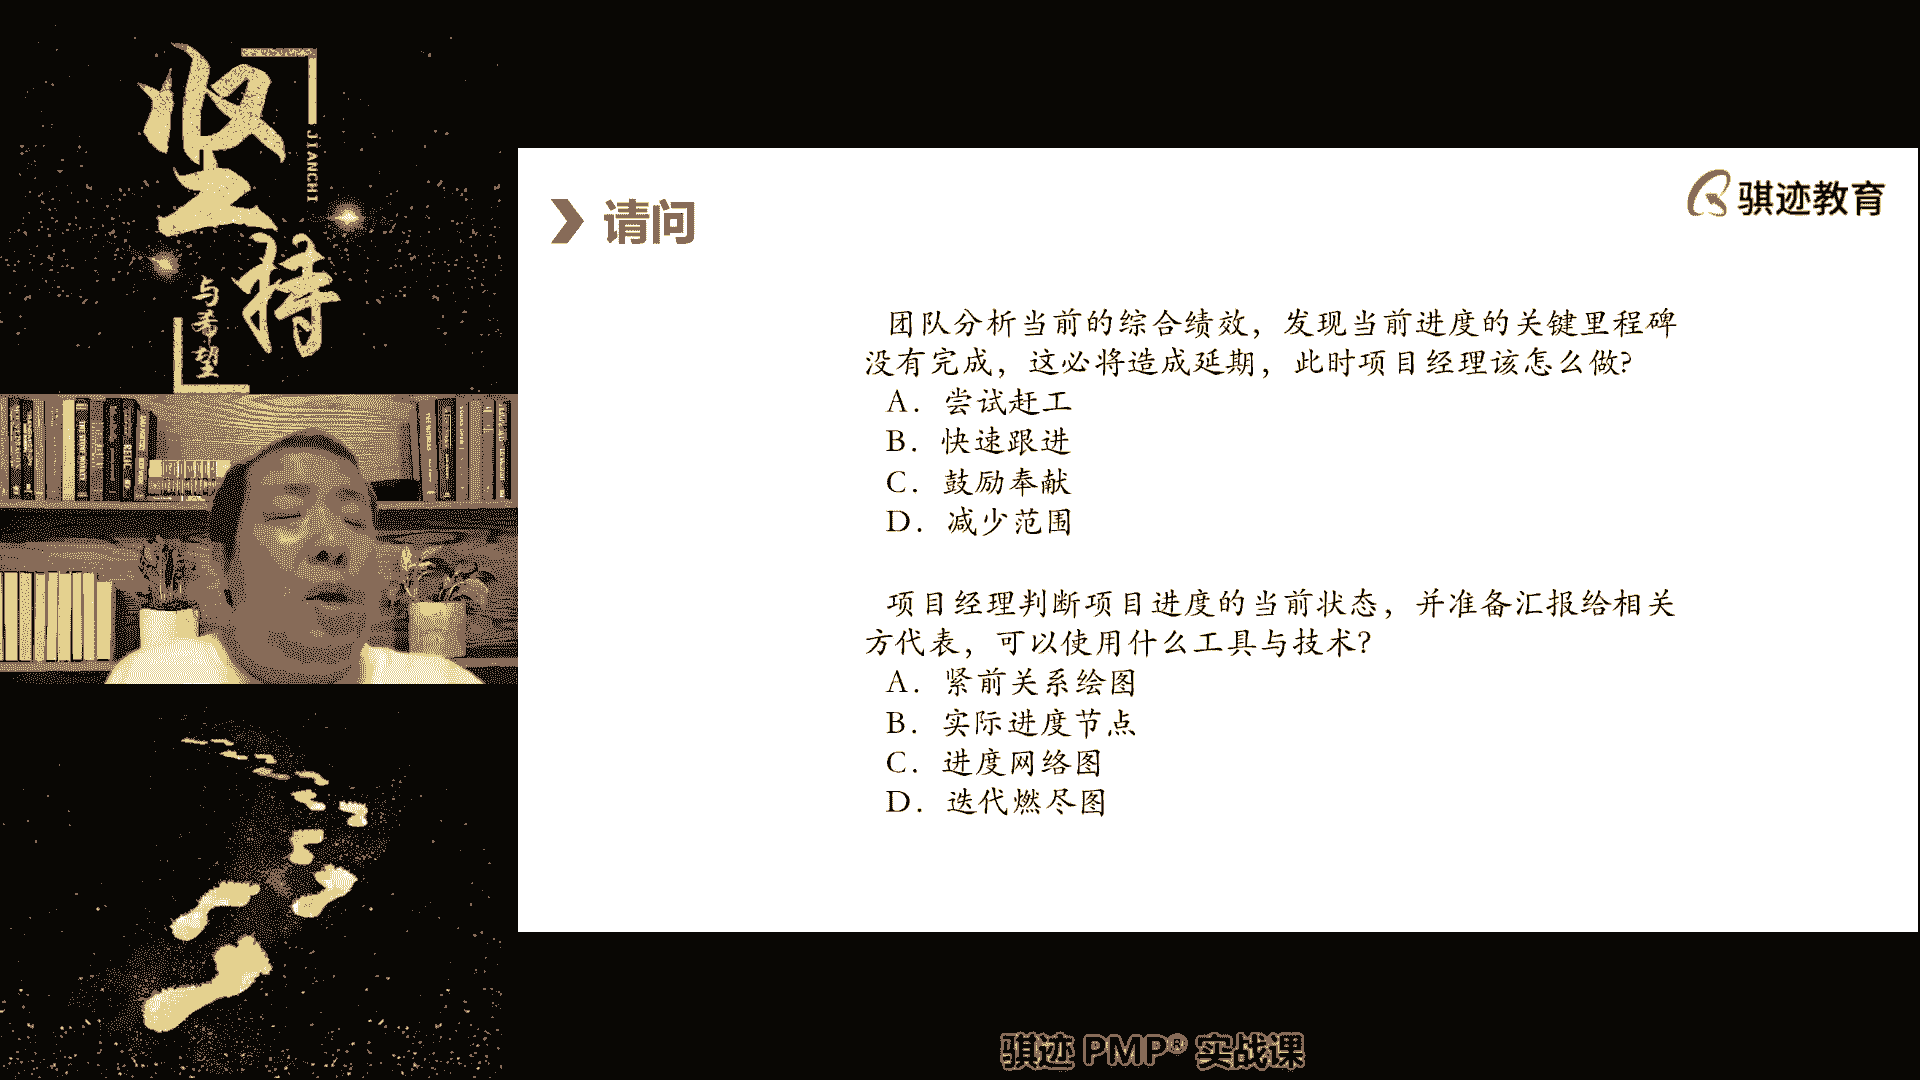 坚持
JIANCHI
与希望
骐迹教育
请问
团队分析当前的综合绩效，发现当前进度的关键里程碑
没有完成，这必将造成延期，此时项目经理该怎么做?
A. 尝试赶工
B. 快速跟进
C. 鼓励奉献
D. 减少范围
项目经理判断项目进度的当前状态，并准备汇报给相关
方代表，可以使用什么工具与技术?
A. 紧前关系绘图
B. 实际进度节点
C. 进度网络图
D. 迭代燃尽图
骐迹 PMP® 实战课